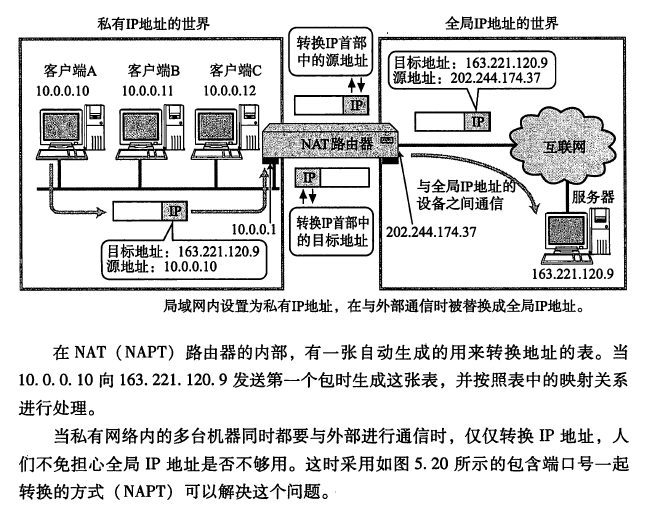 私有IP地址的世界
全局IP地址的世界
客户端A
10.0.0.10
客户端B
10.0.0.11
客户端C
10.0.0.12
转换IP首部
中的源地址
IP
目标地址：163.221.120.9
源地址：202.244.174.37
IP
NAT路由器
互联网
IP
转换IP首部中
的目标地址
与全局IP地址的
设备之间通信
服务器
IP
10.0.0.1
202.244.174.37
目标地址：163.221.120.9
源地址：10.0.0.10
163.221.120.9
局域网内设置为私有IP地址，在与外部通信时被替换成全局IP地址。
在 NAT（NAPT）路由器的内部，有一张自动生成的用来转换地址的表。当
10.0.0.10 向 163.221.120.9 发送第一个包时生成这张表，并按照表中的映射关系
进行处理。
当私有网络内的多台机器同时都要与外部进行通信时，仅仅转换 IP 地址，人
们不免担心全局 IP 地址是否不够用。这时采用如图 5.20 所示的包含端口号一起
转换的方式（NAPT）可以解决这个问题。